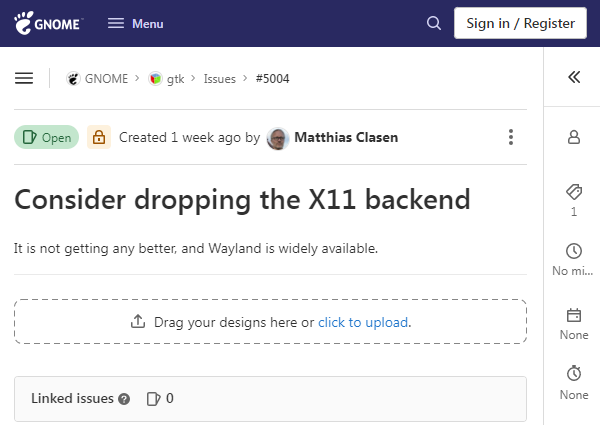 GNOME Menu Sign in / Register
GNOME > gtk > Issues > #5004
Open Created 1 week ago by Matthias Clasen
Consider dropping the X11 backend
1
It is not getting any better, and Wayland is widely available.
No mi...
Drag your designs here or click to upload.
None
Linked issues ? 0
None